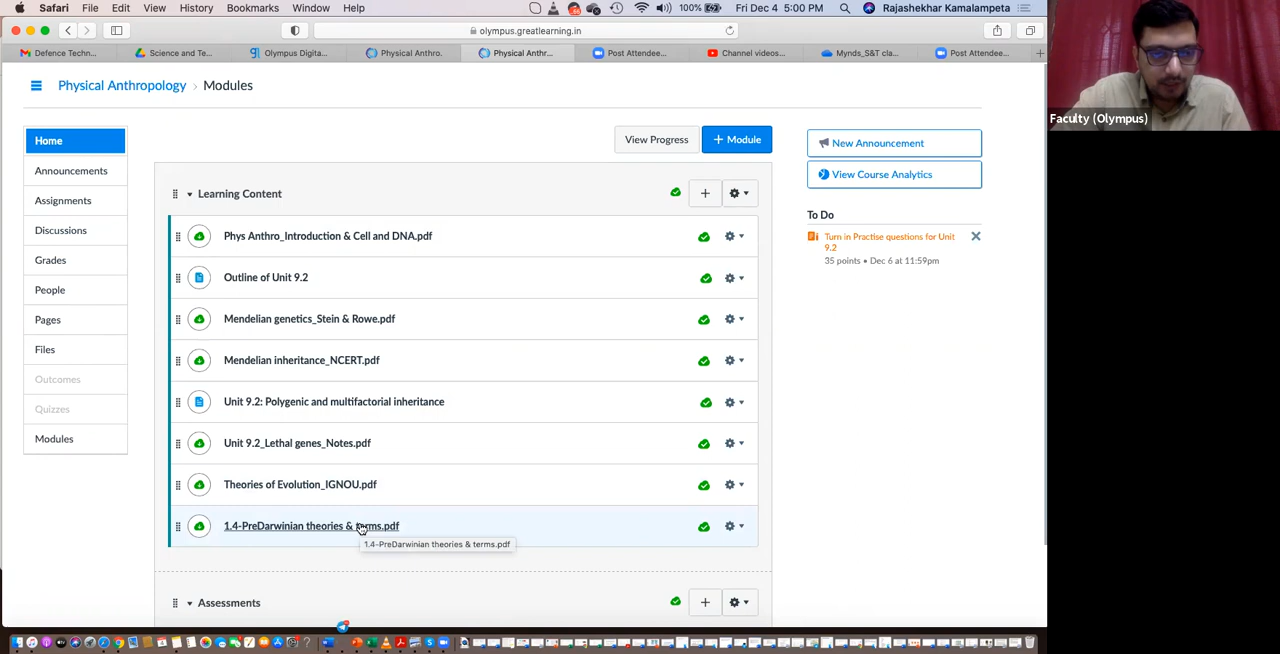 Safari File Edit View History Bookmarks Window Help 100% Fri Dec 4 5:00 PM Rajashekhar Kamalampeta
olympus.greatlearning.in
Defence Techn... Science and Te... Olympus Digita... Physical Anthro. Physical Anthr... Post Attendee... Channel videos... Mynds_S&T cla... Post Attendee...
Physical Anthropology › Modules
Faculty (Olympus)
Home
Announcements
Assignments
Discussions
Grades
People
Pages
Files
Outcomes
Quizzes
Modules
View Progress + Module
Learning Content
Phys Anthro_Introduction & Cell and DNA.pdf
Outline of Unit 9.2
Mendelian genetics_Stein & Rowe.pdf
Mendelian inheritance_NCERT.pdf
Unit 9.2: Polygenic and multifactorial inheritance
Unit 9.2_Lethal genes_Notes.pdf
Theories of Evolution_IGNOU.pdf
1.4-PreDarwinian theories & terms.pdf
1.4-PreDarwinian theories & terms.pdf
Assessments
New Announcement
View Course Analytics
To Do
Turn in Practise questions for Unit
9.2
35 points • Dec 6 at 11:59pm